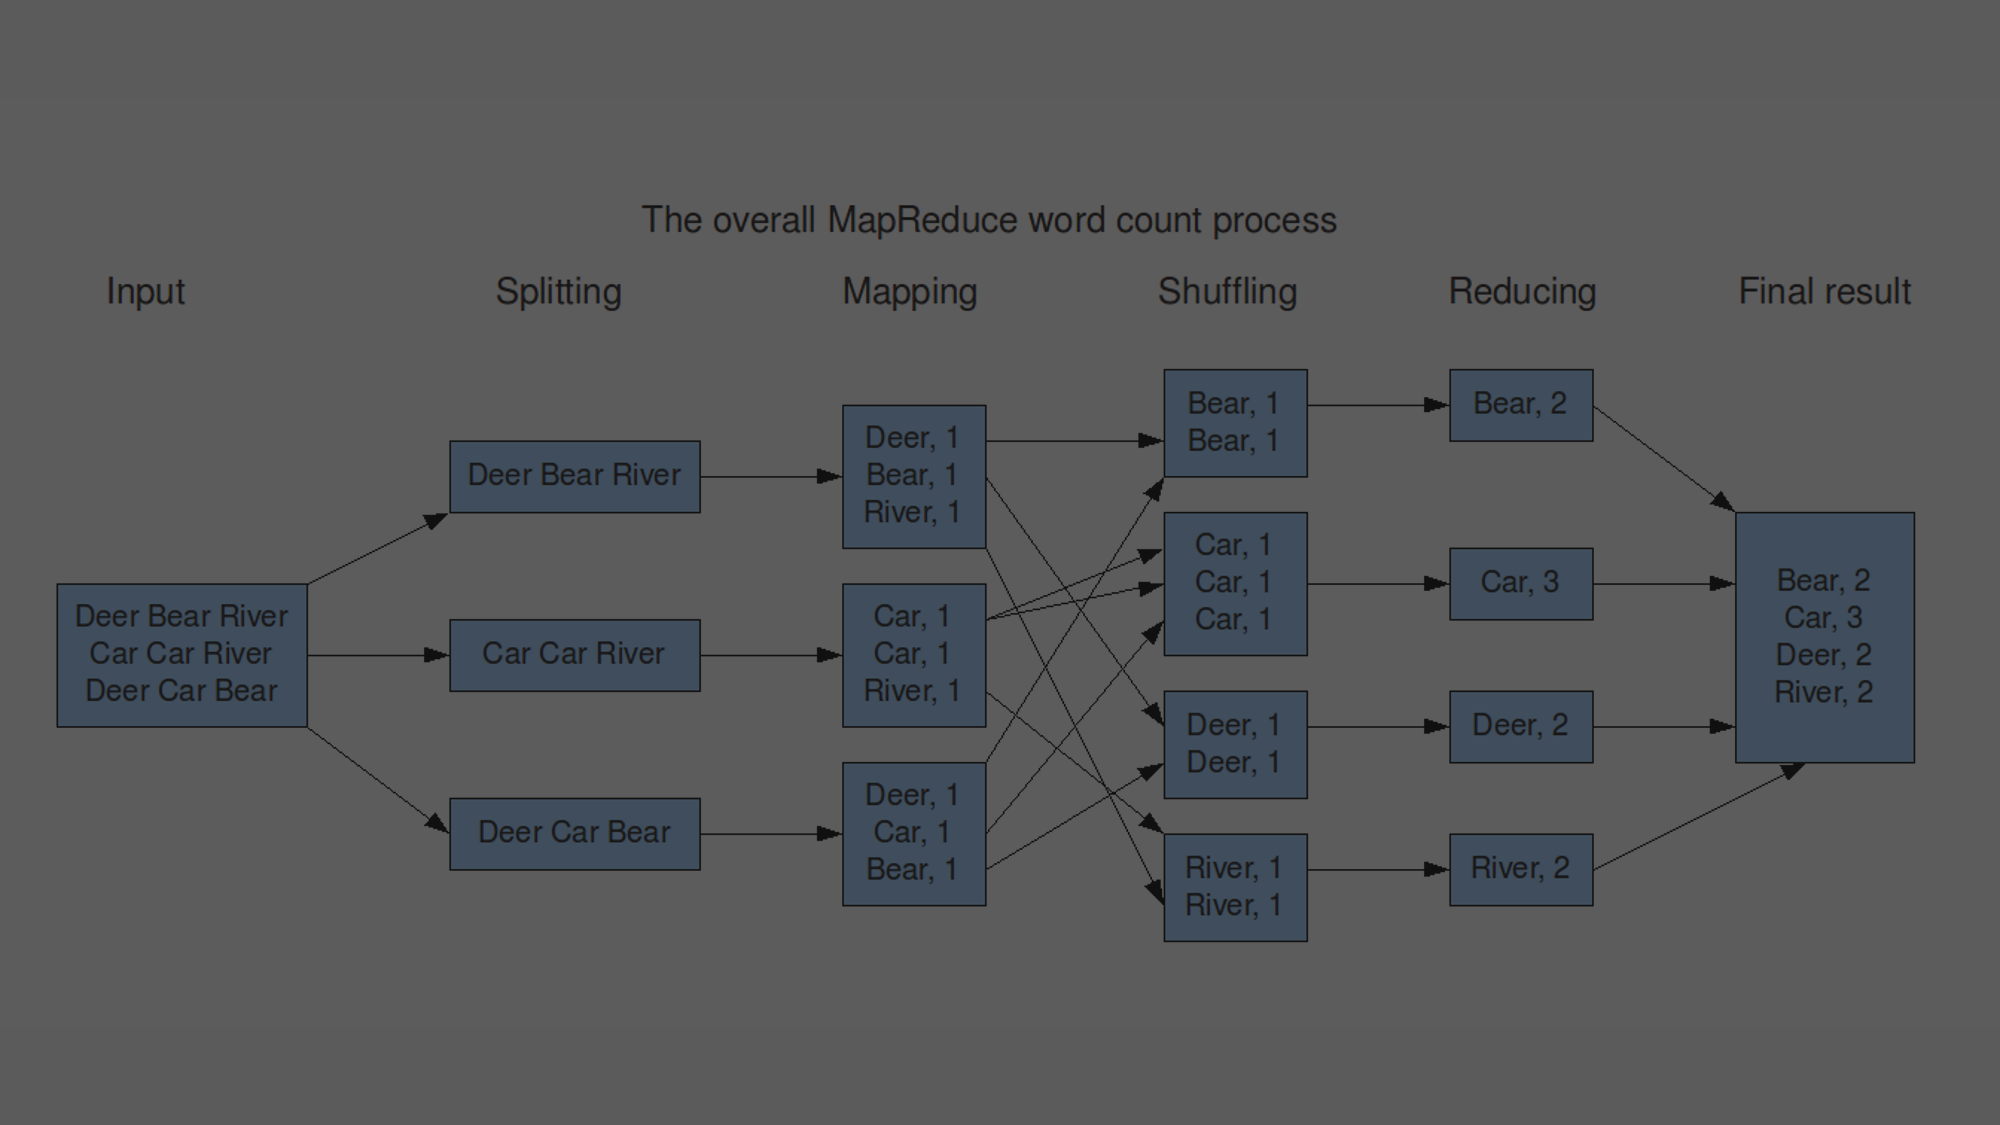 The overall MapReduce word count process
Input
Splitting
Mapping
Shuffling
Reducing
Final result
Deer Bear River
Car Car River
Deer Car Bear
Deer Bear River
Car Car River
Deer Car Bear
Deer, 1
Bear, 1
River, 1
Car, 1
Car, 1
River, 1
Deer, 1
Car, 1
Bear, 1
Bear, 1
Bear, 1
Car, 1
Car, 1
Car, 1
Deer, 1
Deer, 1
River, 1
River, 1
Bear, 2
Car, 3
Deer, 2
River, 2
Bear, 2
Car, 3
Deer, 2
River, 2